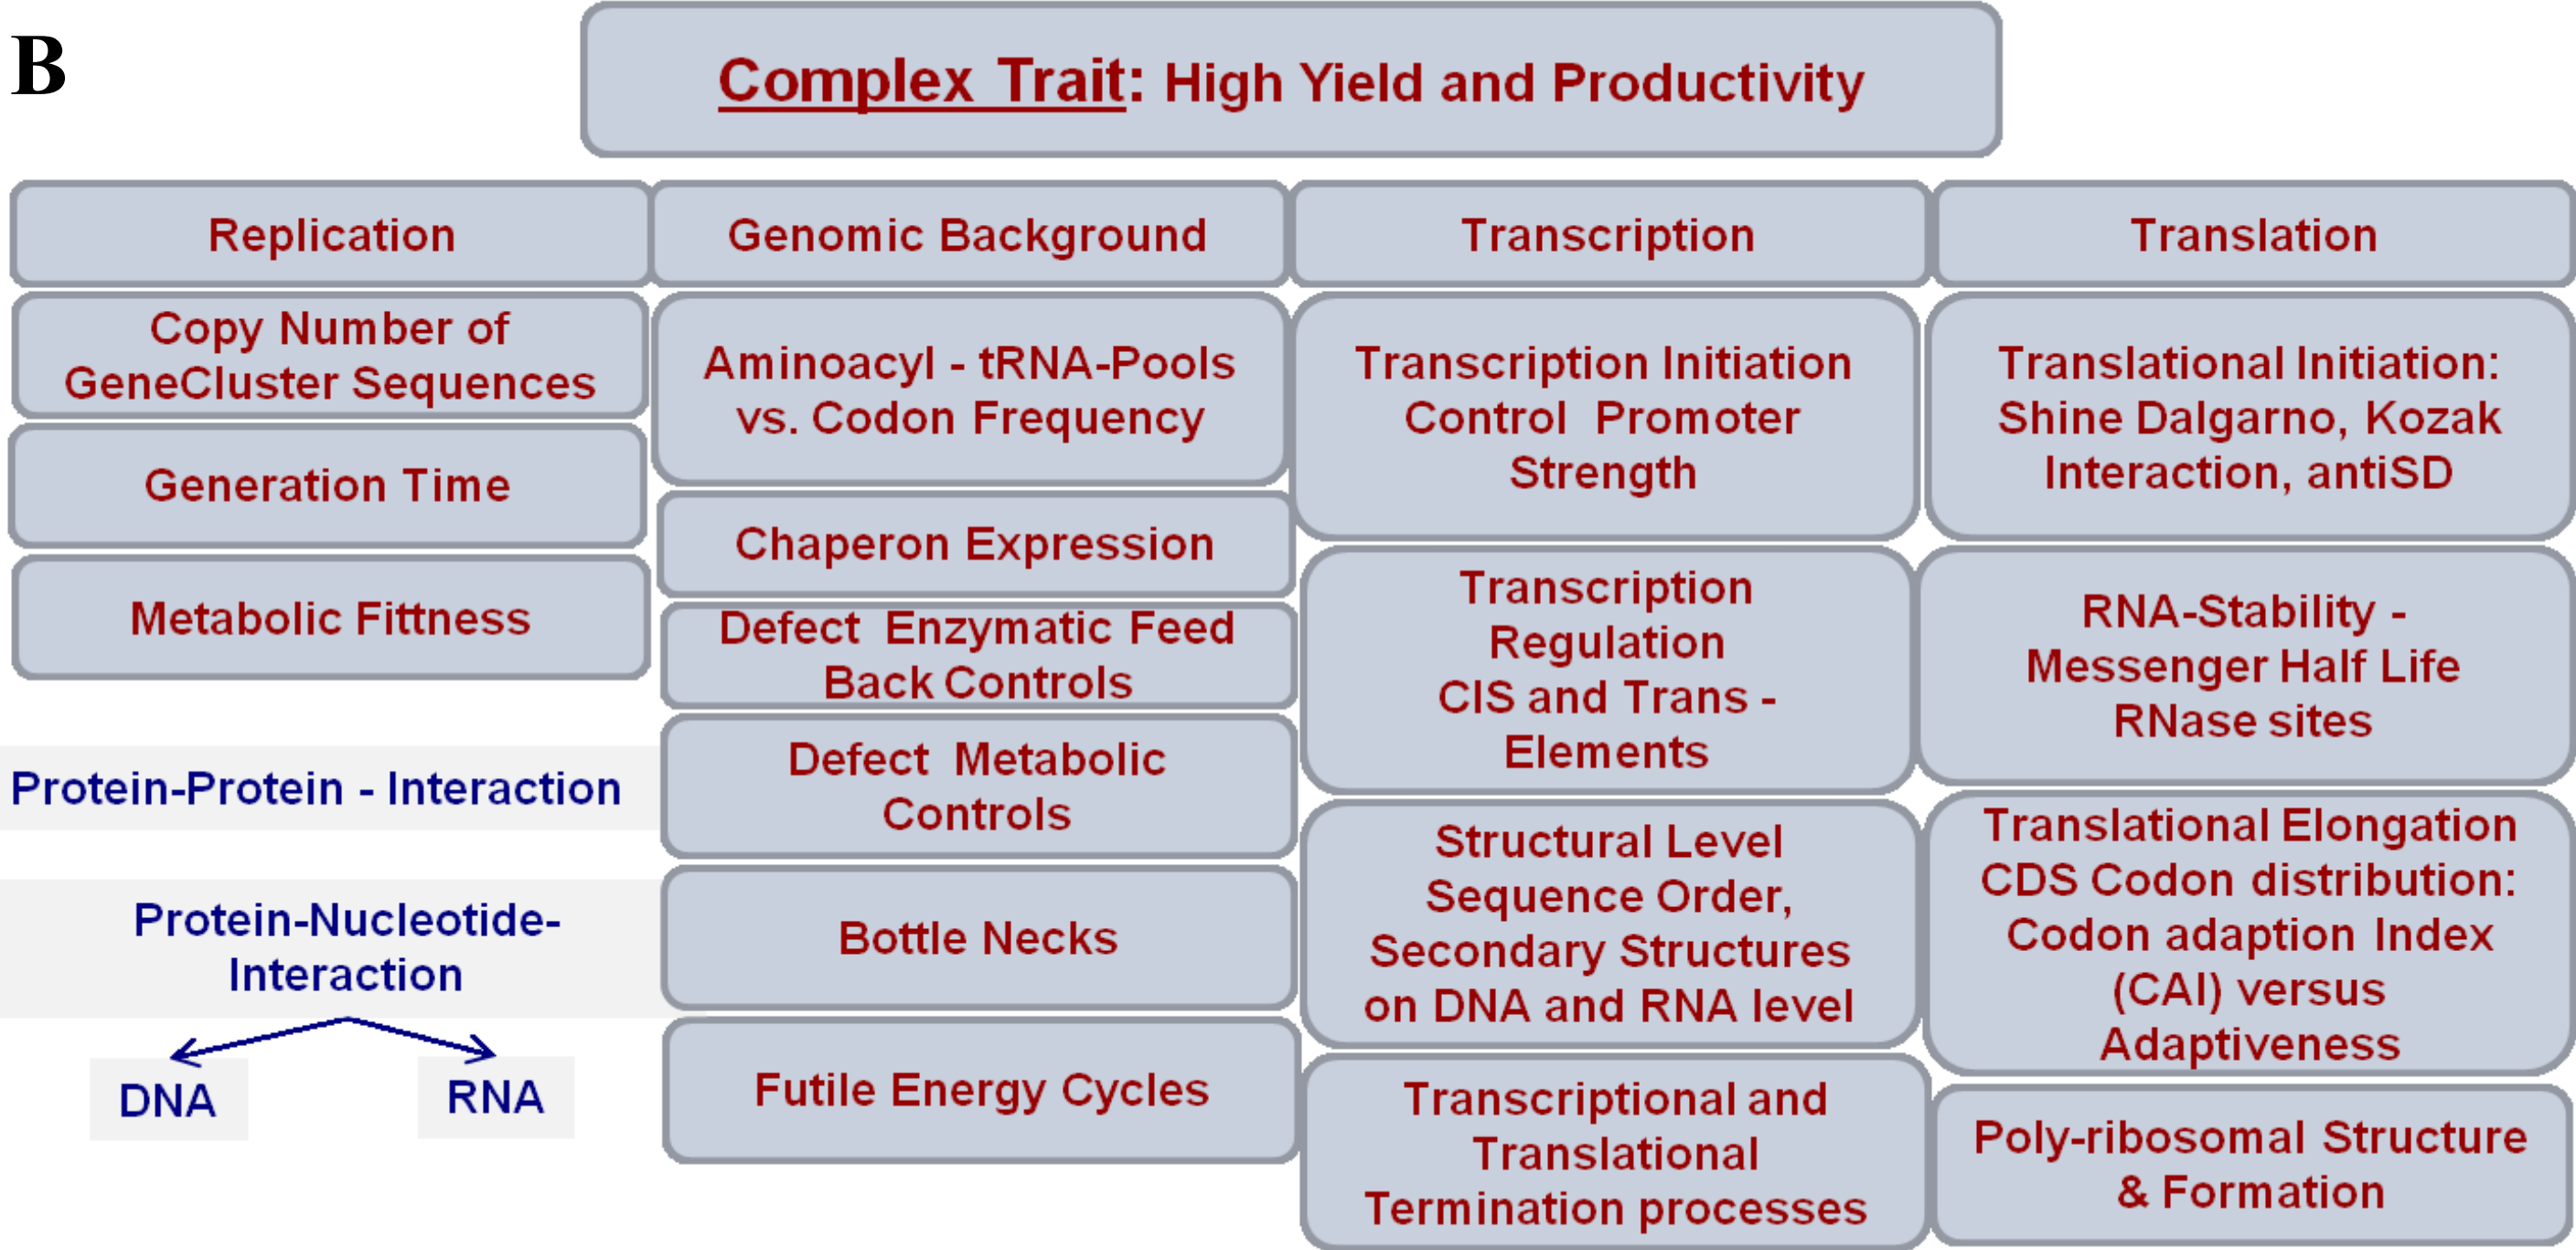 B
Complex Trait: High Yield and Productivity
Replication
Copy Number of
GeneCluster Sequences
Generation Time
Metabolic Fittness
Protein-Protein - Interaction
Protein-Nucleotide-
Interaction
DNA
RNA
Genomic Background
Aminoacyl - tRNA-Pools
vs. Codon Frequency
Chaperon Expression
Defect Enzymatic Feed
Back Controls
Defect Metabolic
Controls
Bottle Necks
Futile Energy Cycles
Transcription
Transcription Initiation
Control Promoter
Strength
Transcription
Regulation
CIS and Trans -
Elements
Structural Level
Sequence Order,
Secondary Structures
on DNA and RNA level
Transcriptional and
Translational
Termination processes
Translation
Translational Initiation:
Shine Dalgarno, Kozak
Interaction, antiSD
RNA-Stability -
Messenger Half Life
RNase sites
Translational Elongation
CDS Codon distribution:
Codon adaption Index
(CAI) versus
Adaptiveness
Poly-ribosomal Structure
& Formation